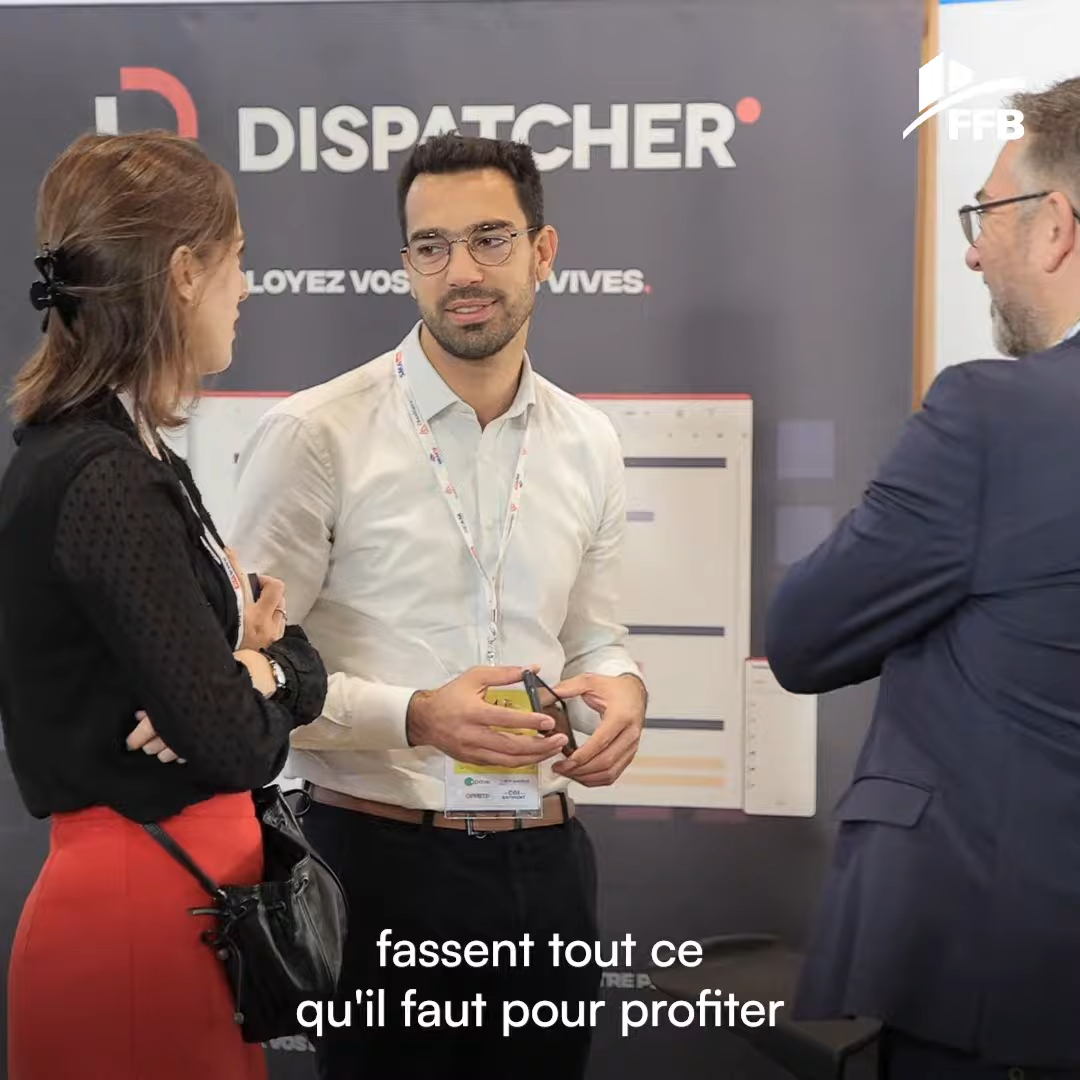 DISPATCHER
FFB
LOYEZ VOS VIVES.
fassent tout ce
qu'il faut pour profiter